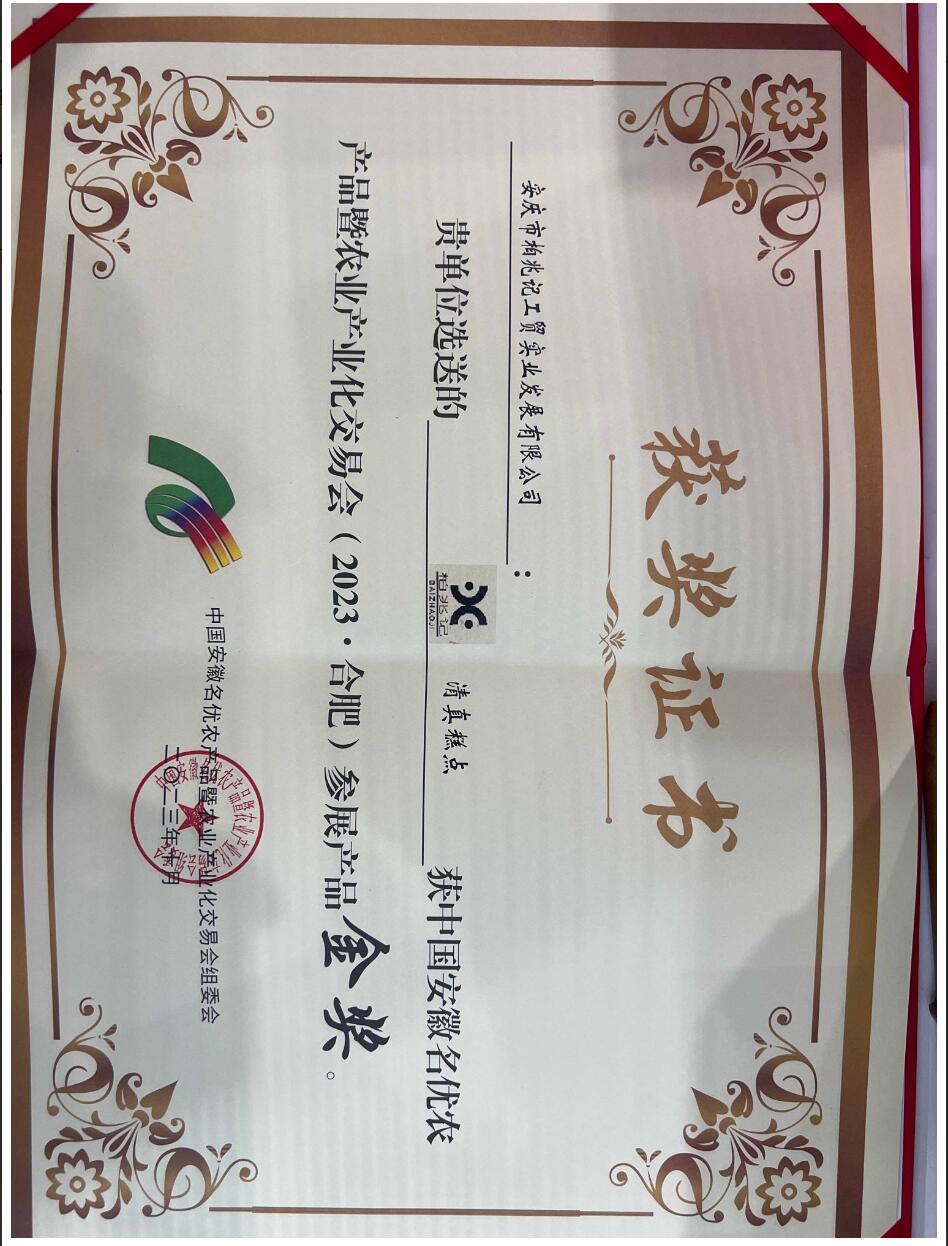 获奖证书
安庆市柏兆记工贸实业发展有限公司：
贵单位选送的 柏兆记 BAIZHAOJI 清真糕点 获中国安徽名优农
产品暨农业产业化交易会（2023·合肥）参展产品金奖。
中国安徽名优农产品暨农业产业化交易会组委会
二〇二三年十月